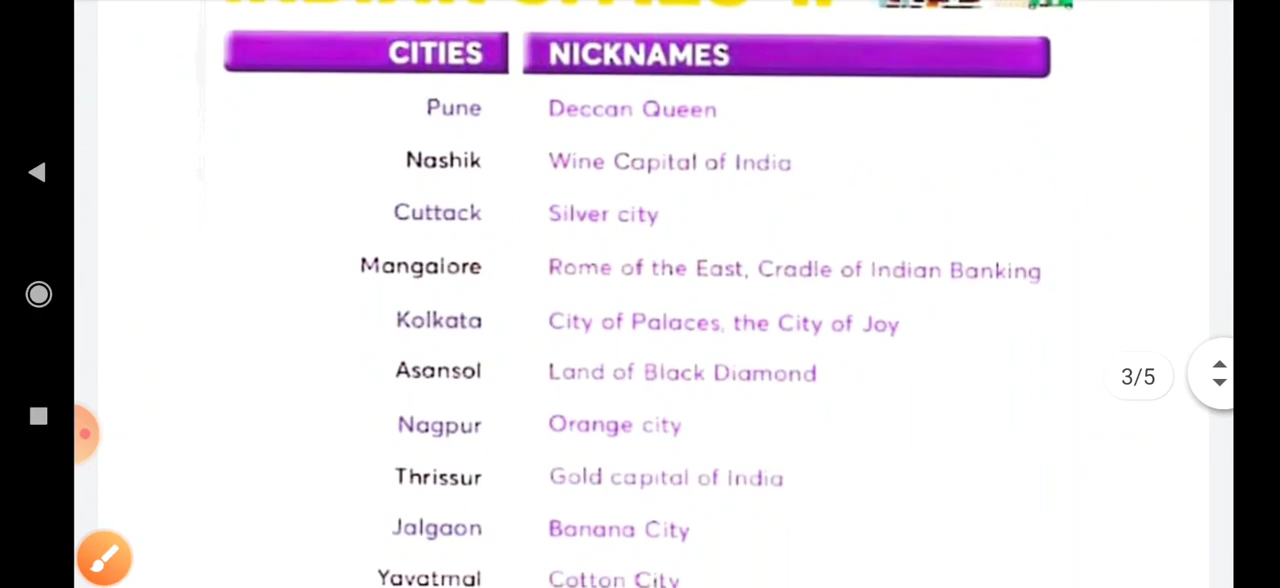 INDIAN CITIES
CITIES NICKNAMES
Pune Deccan Queen
Nashik Wine Capital of India
Cuttack Silver city
Mangalore Rome of the East, Cradle of Indian Banking
Kolkata City of Palaces, the City of Joy
Asansol Land of Black Diamond
3/5
Nagpur Orange city
Thrissur Gold capital of India
Jalgaon Banana City
Yavatmal Cotton City